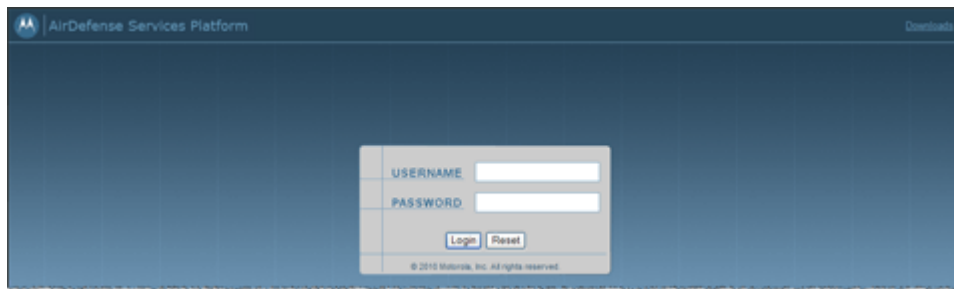 AirDefense Services Platform
Downloads
USERNAME
PASSWORD
Login Reset
© 2010 Motorola, Inc. All rights reserved.